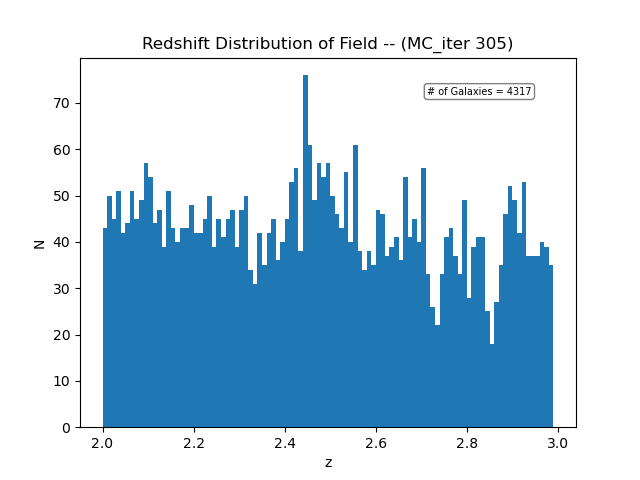 Redshift Distribution of Field -- (MC_iter 305)
# of Galaxies = 4317
70
60
50
40
30
20
10
0
N
2.0 2.2 2.4 2.6 2.8 3.0
z